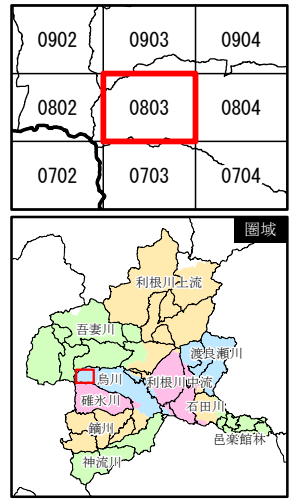 0902 0903 0904
0802 0803 0804
0702 0703 0704
圏域
利根川上流
吾妻川
渡良瀬川
烏川 利根川中流
碓氷川
石田川
鏑川
邑楽館林
神流川